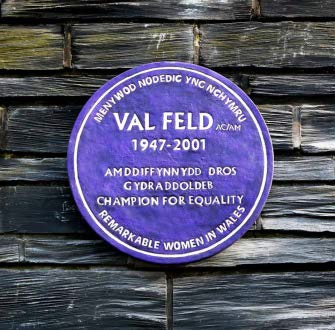 MENYWOD NODEDIG YNG NGHYMRU
VAL FELD AC/AM
1947-2001
AMDDIFFYNNYDD DROS
GYDRADDOLDEB
CHAMPION FOR EQUALITY
REMARKABLE WOMEN IN WALES